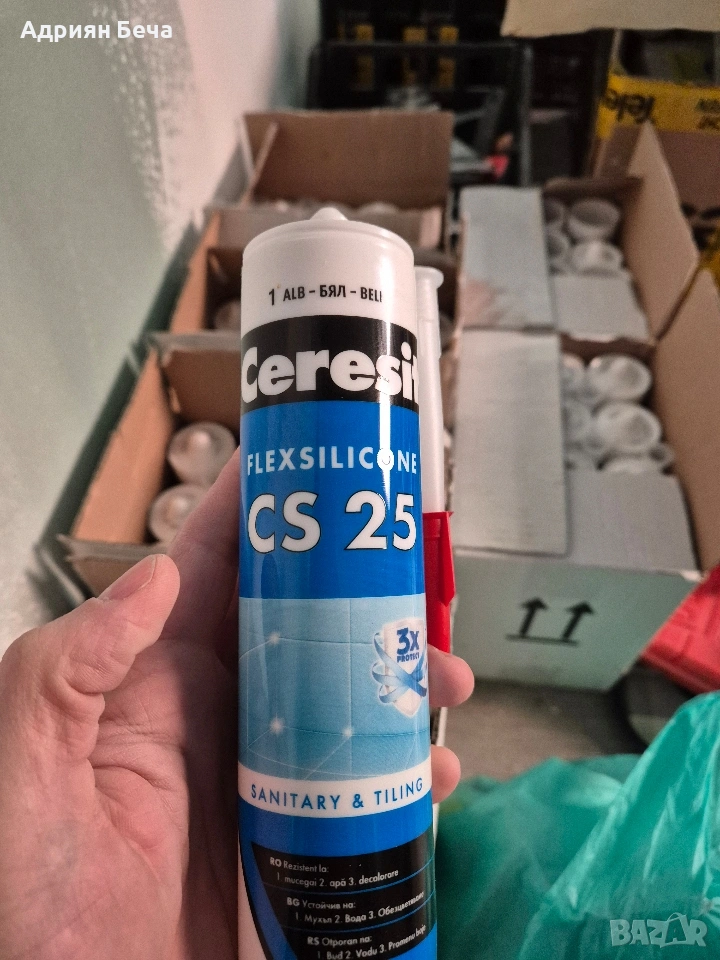 Адриян Беча
1 ALB - БЯЛ - BELI
Ceresit
FLEXSILICONE
CS 25
3X
PROTECT
SANITARY & TILING
RO Rezistent la:
1. mucegai 2. apă 3. decolorare
BG Устойчив на:
1. Мухъл 2. Вода 3. Обезцветяване
RS Otporan na:
1. Buđ 2. Vodu 3. Promenu boje
BAZAR